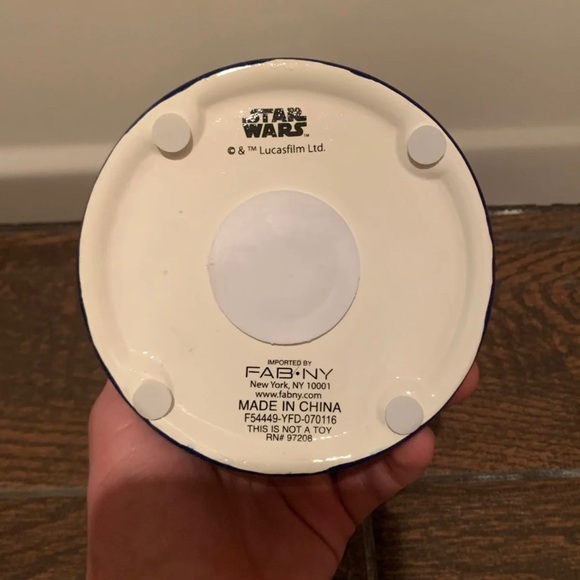 STAR
WARS™
© & ™ Lucasfilm Ltd.
IMPORTED BY
FAB•NY
New York, NY 10001
www.fabny.com
MADE IN CHINA
F54449-YFD-070116
THIS IS NOT A TOY
RN# 97208